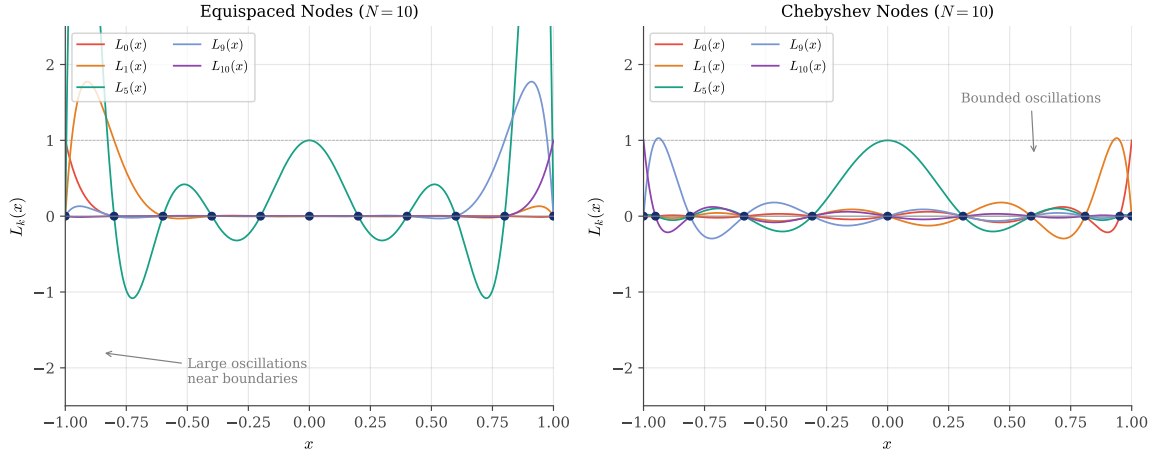 Equispaced Nodes (N = 10)
L₀(x)
L₁(x)
L₅(x)
L₉(x)
L₁₀(x)
Large oscillations
near boundaries
2
1
0
−1
−2
Lₖ(x)
−1.00 −0.75 −0.50 −0.25 0.00 0.25 0.50 0.75 1.00
x
Chebyshev Nodes (N = 10)
L₀(x)
L₁(x)
L₅(x)
L₉(x)
L₁₀(x)
Bounded oscillations
2
1
0
−1
−2
Lₖ(x)
−1.00 −0.75 −0.50 −0.25 0.00 0.25 0.50 0.75 1.00
x